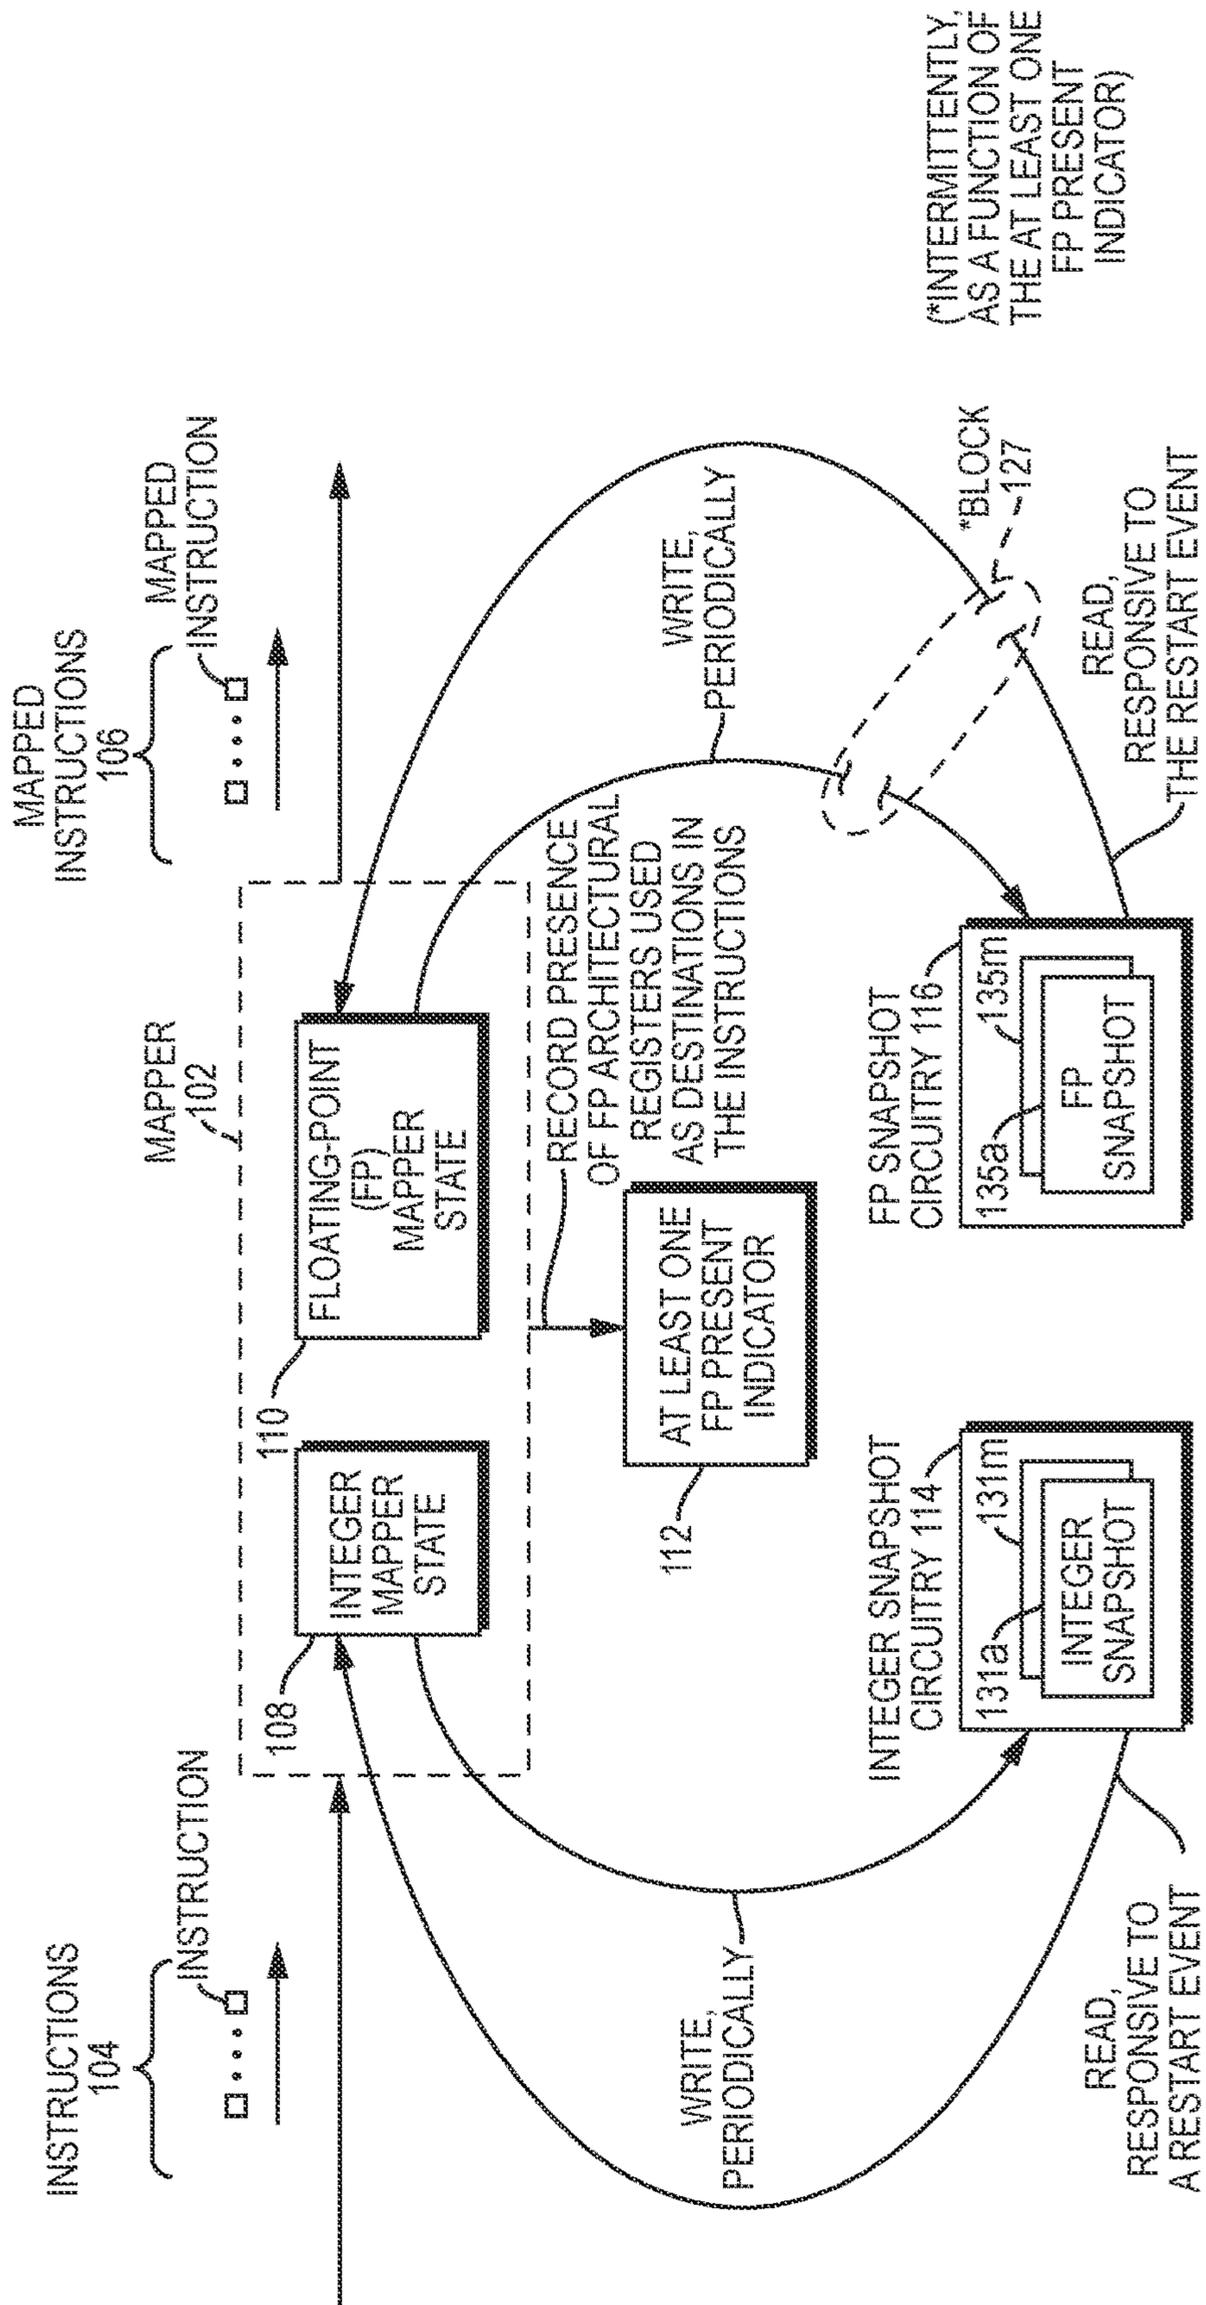 INSTRUCTIONS
104
INSTRUCTION
MAPPER
102
MAPPED
INSTRUCTIONS
106
MAPPED
INSTRUCTION
108
INTEGER
MAPPER
STATE
110
FLOATING-POINT
(FP)
MAPPER
STATE
RECORD PRESENCE
OF FP ARCHITECTURAL
REGISTERS USED
AS DESTINATIONS IN
THE INSTRUCTIONS
112
AT LEAST ONE
FP PRESENT
INDICATOR
WRITE,
PERIODICALLY
WRITE,
PERIODICALLY
*BLOCK
127
(*INTERMITTENTLY,
AS A FUNCTION OF
THE AT LEAST ONE
FP PRESENT
INDICATOR)
INTEGER SNAPSHOT
CIRCUITRY 114
131a
131m
INTEGER
SNAPSHOT
FP SNAPSHOT
CIRCUITRY 116
135a
135m
FP
SNAPSHOT
READ,
RESPONSIVE TO
A RESTART EVENT
READ,
RESPONSIVE TO
THE RESTART EVENT